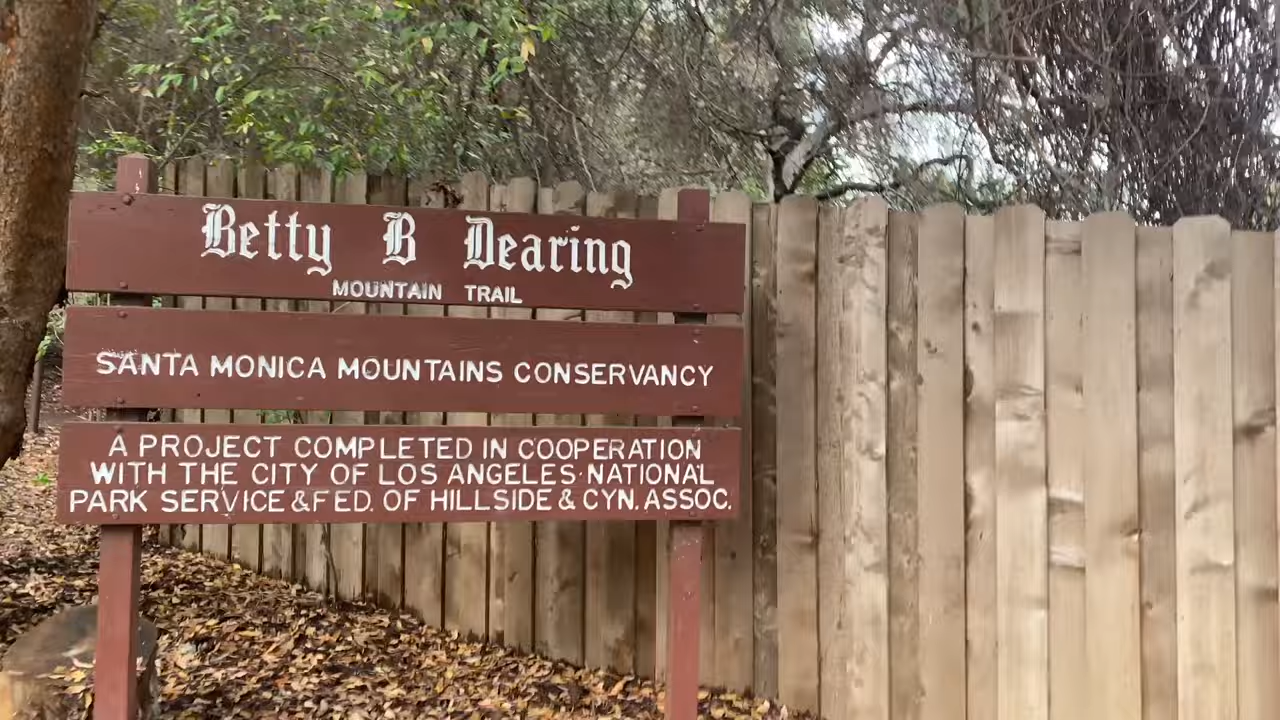 Betty B Dearing
MOUNTAIN TRAIL
SANTA MONICA MOUNTAINS CONSERVANCY
A PROJECT COMPLETED IN COOPERATION
WITH THE CITY OF LOS ANGELES·NATIONAL
PARK SERVICE & FED. OF HILLSIDE & CYN. ASSOC.